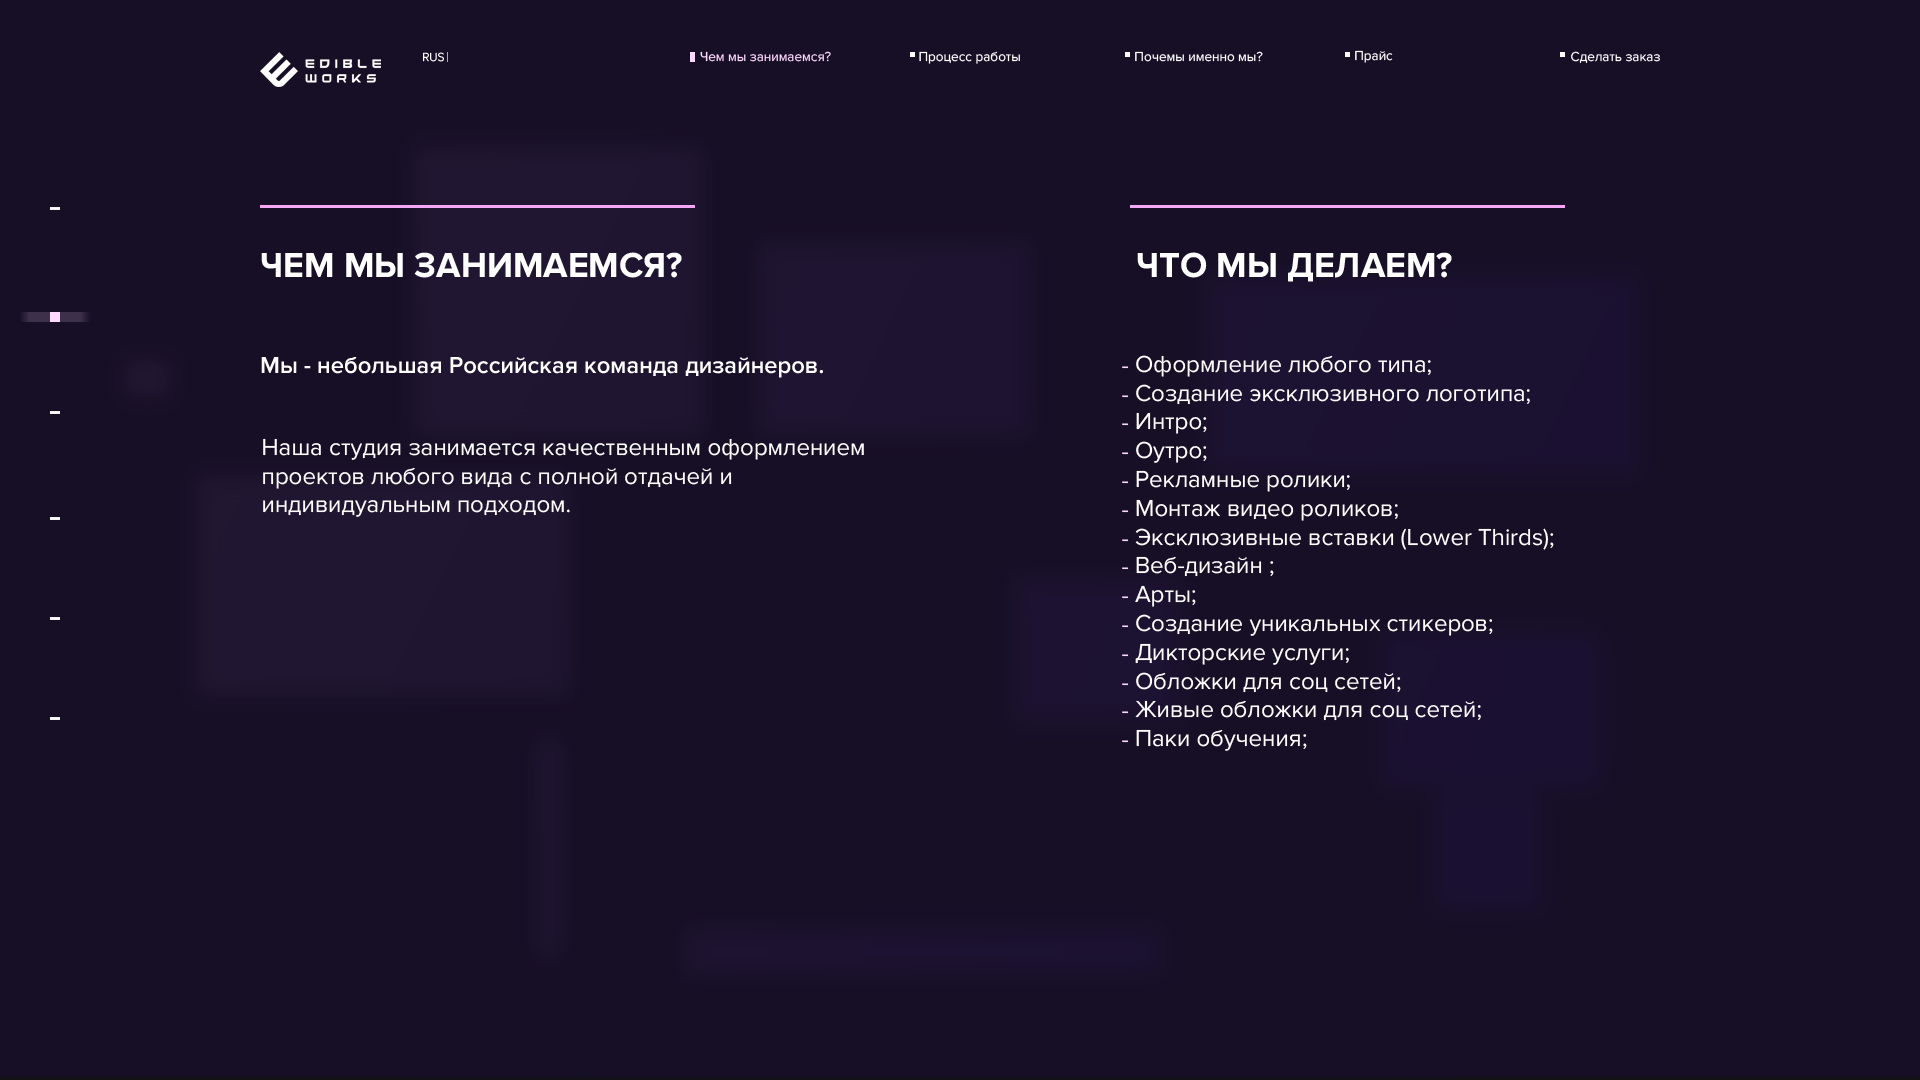 EDIBLE
WORKS
RUS|
Чем мы занимаемся?
Процесс работы
Почемы именно мы?
Прайс
Сделать заказ
ЧЕМ МЫ ЗАНИМАЕМСЯ?
Мы - небольшая Российская команда дизайнеров.
Наша студия занимается качественным оформлением
проектов любого вида с полной отдачей и
индивидуальным подходом.
ЧТО МЫ ДЕЛАЕМ?
- Оформление любого типа;
- Создание эксклюзивного логотипа;
- Интро;
- Оутро;
- Рекламные ролики;
- Монтаж видео роликов;
- Эксклюзивные вставки (Lower Thirds);
- Веб-дизайн ;
- Арты;
- Создание уникальных стикеров;
- Дикторские услуги;
- Обложки для соц сетей;
- Живые обложки для соц сетей;
- Паки обучения;